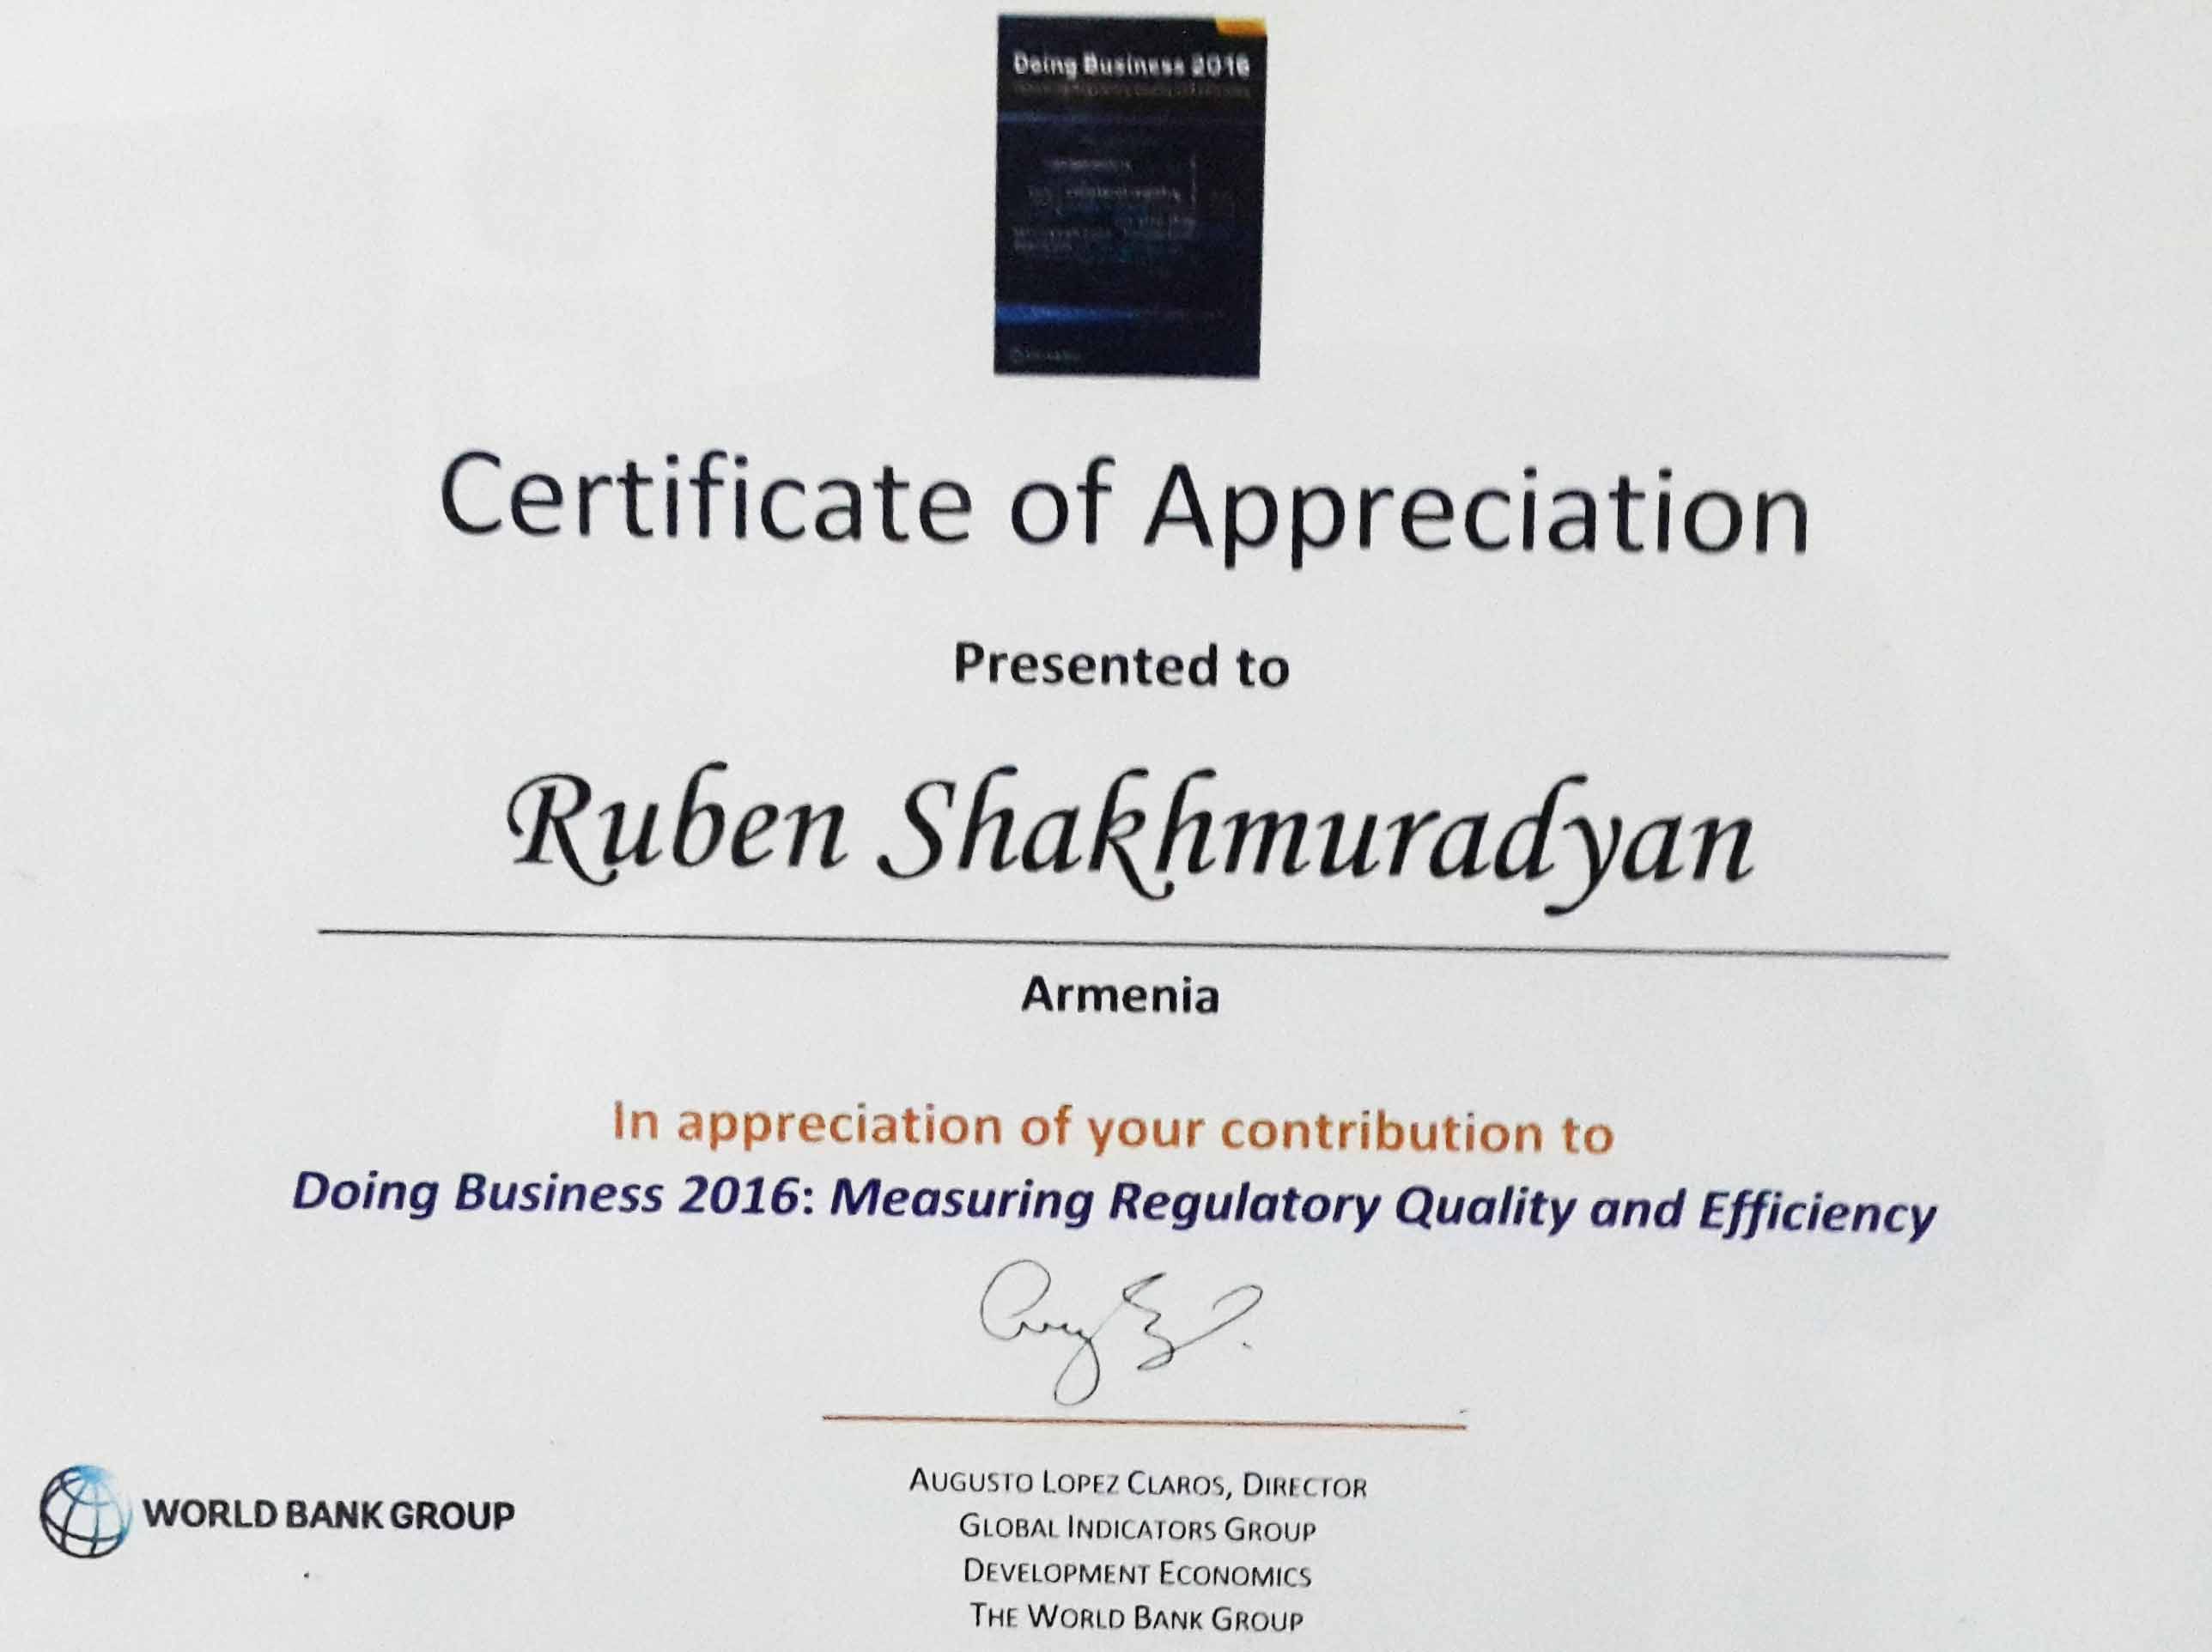 Doing Business 2016
Certificate of Appreciation
Presented to
Ruben Shakhmuradyan
Armenia
In appreciation of your contribution to
Doing Business 2016: Measuring Regulatory Quality and Efficiency
WORLD BANK GROUP
AUGUSTO LOPEZ CLAROS, DIRECTOR
GLOBAL INDICATORS GROUP
DEVELOPMENT ECONOMICS
THE WORLD BANK GROUP